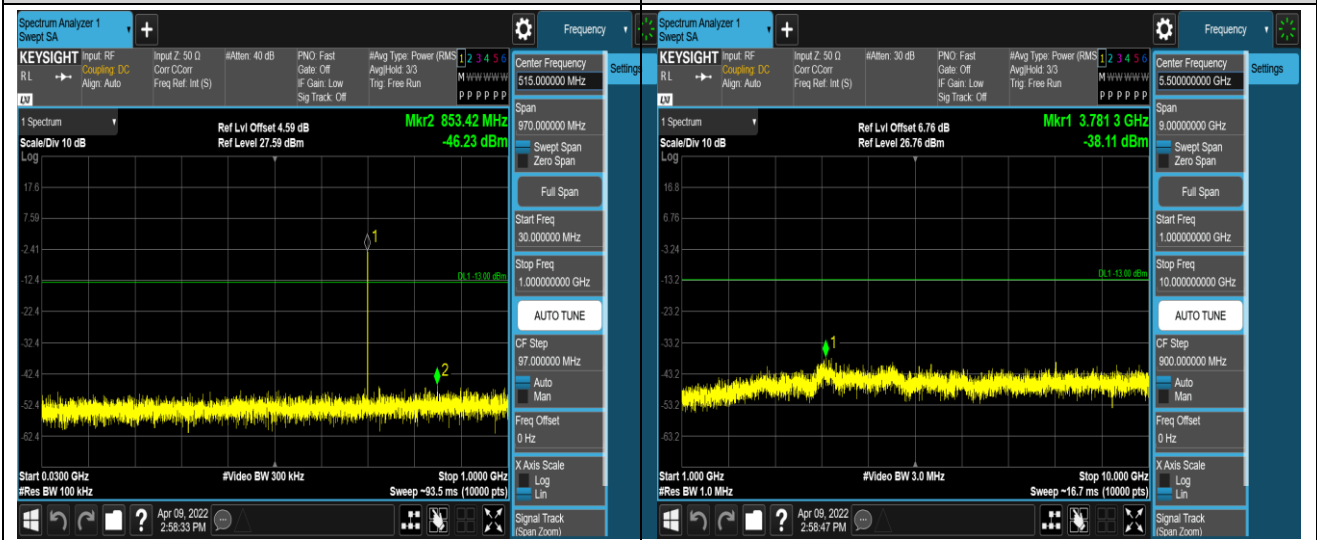 Spectrum Analyzer 1
Swept SA
+
Frequency
KEYSIGHT
Input: RF
Coupling: DC
Align: Auto
Input Z: 50 Ω
Corr CCorr
Freq Ref: Int (S)
#Atten: 40 dB
PNO: Fast
Gate: Off
IF Gain: Low
Sig Track: Off
#Avg Type: Power (RMS
Avg|Hold: 3/3
Trig: Free Run
1 2 3 4 5 6
M W W W W W
P P P P P P
RL
LXI
Center Frequency
515.000000 MHz
Settings
Span
970.000000 MHz
Swept Span
Zero Span
Full Span
Start Freq
30.000000 MHz
Stop Freq
1.000000000 GHz
AUTO TUNE
CF Step
97.000000 MHz
Auto
Man
Freq Offset
0 Hz
X Axis Scale
Log
Lin
Signal Track
(Span Zoom)
1 Spectrum
Scale/Div 10 dB
Log
Ref Lvl Offset 4.59 dB
Ref Level 27.59 dBm
Mkr2 853.42 MHz
-46.23 dBm
17.6
7.59
-2.41
-12.4
-22.4
-32.4
-42.4
-52.4
-62.4
1
DL1 -13.00 dBm
2
Start 0.0300 GHz
#Res BW 100 kHz
#Video BW 300 kHz
Stop 1.0000 GHz
Sweep ~93.5 ms (10000 pts)
?
Apr 09, 2022
2:58:33 PM
Spectrum Analyzer 1
Swept SA
+
Frequency
KEYSIGHT
Input: RF
Coupling: DC
Align: Auto
Input Z: 50 Ω
Corr CCorr
Freq Ref: Int (S)
#Atten: 30 dB
PNO: Fast
Gate: Off
IF Gain: Low
Sig Track: Off
#Avg Type: Power (RMS
Avg|Hold: 3/3
Trig: Free Run
1 2 3 4 5 6
M W W W W W
P P P P P P
RL
LXI
Center Frequency
5.500000000 GHz
Settings
Span
9.00000000 GHz
Swept Span
Zero Span
Full Span
Start Freq
1.000000000 GHz
Stop Freq
10.000000000 GHz
AUTO TUNE
CF Step
900.000000 MHz
Auto
Man
Freq Offset
0 Hz
X Axis Scale
Log
Lin
Signal Track
(Span Zoom)
1 Spectrum
Scale/Div 10 dB
Log
Ref Lvl Offset 6.76 dB
Ref Level 26.76 dBm
Mkr1 3.781 3 GHz
-38.11 dBm
16.8
6.76
-3.24
-13.2
-23.2
-33.2
-43.2
-53.2
-63.2
DL1 -13.00 dBm
1
Start 1.000 GHz
#Res BW 1.0 MHz
#Video BW 3.0 MHz
Stop 10.000 GHz
Sweep ~16.7 ms (10000 pts)
?
Apr 09, 2022
2:58:47 PM